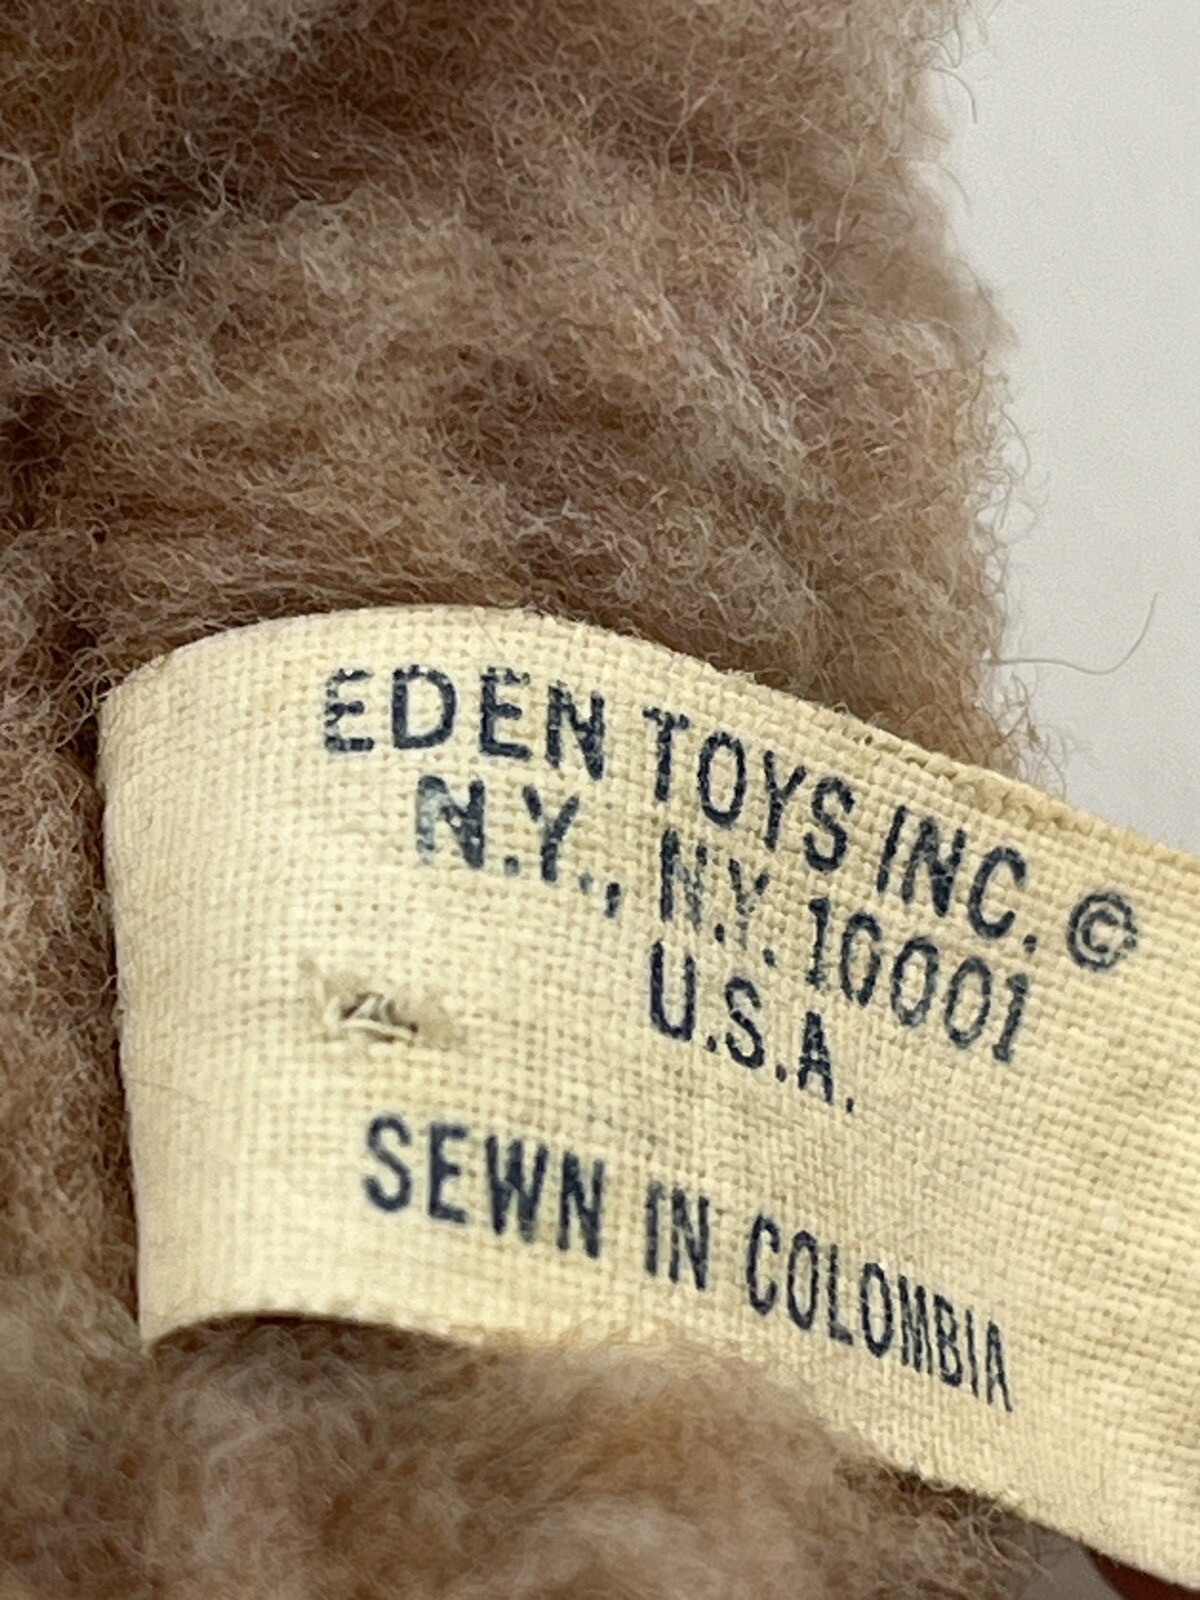 EDEN TOYS INC. ©
N.Y., N.Y. 10001
U.S.A.
SEWN IN COLOMBIA